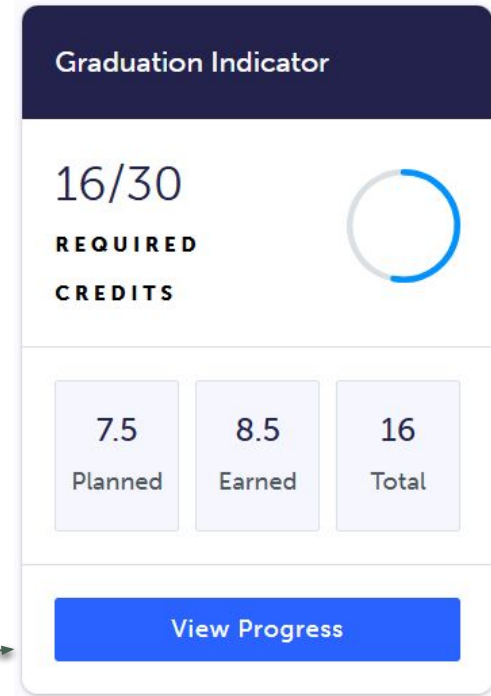 Graduation Indicator
16/30
REQUIRED
CREDITS
7.5 8.5 16
Planned Earned Total
View Progress